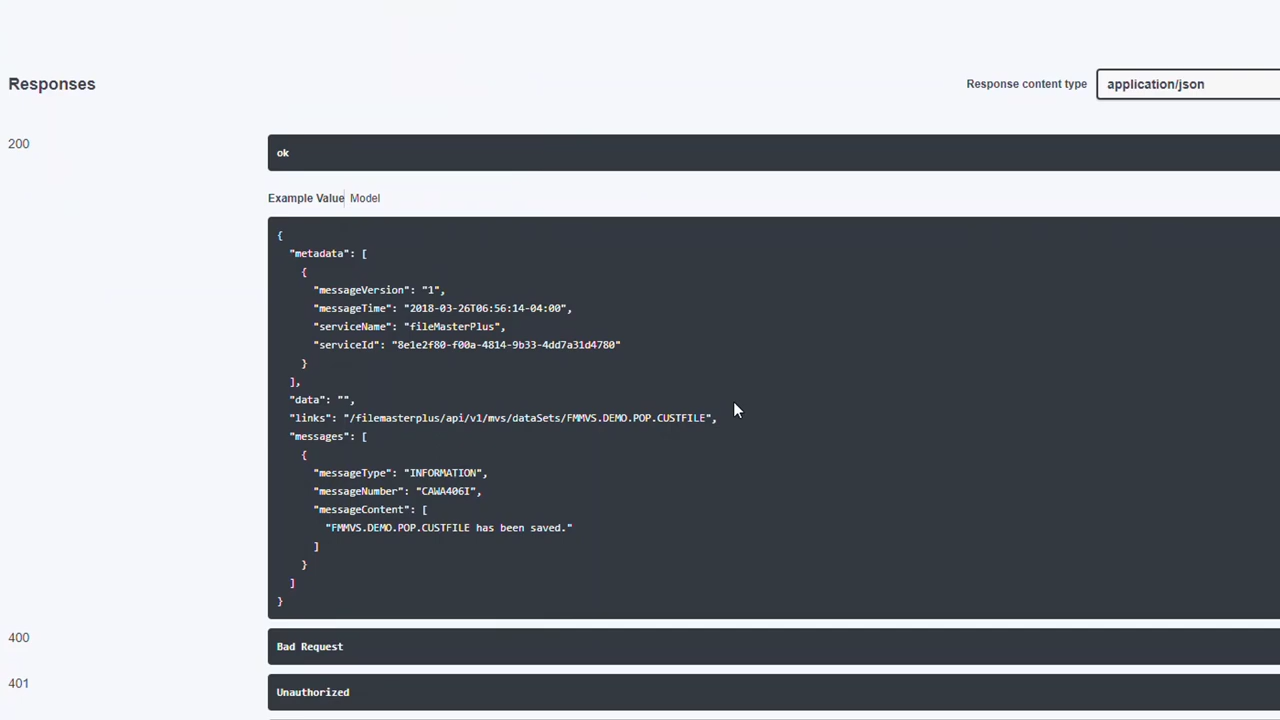 Responses
Response content type
application/json
200
ok
Example Value
Model
{
"metadata": [
{
"messageVersion": "1",
"messageTime": "2018-03-26T06:56:14-04:00",
"serviceName": "fileMasterPlus",
"serviceId": "8e1e2f80-f00a-4814-9b33-4dd7a31d4780"
}
],
"data": "",
"links": "/filemasterplus/api/v1/mvs/dataSets/FMMVS.DEMO.POP.CUSTFILE",
"messages": [
{
"messageType": "INFORMATION",
"messageNumber": "CAWA406I",
"messageContent": [
"FMMVS.DEMO.POP.CUSTFILE has been saved."
]
}
]
}
400
Bad Request
401
Unauthorized